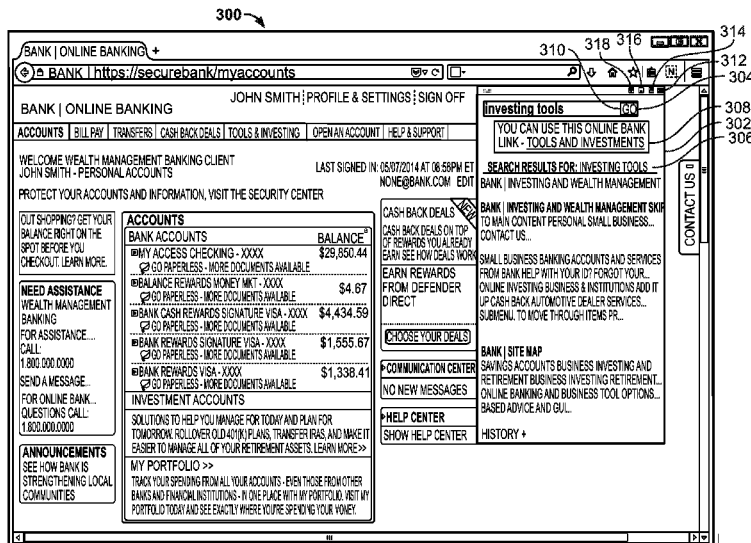 300
BANK | ONLINE BANKING +
BANK | https://securebank/myaccounts
310
318
316
314
312
304
308
302
306
BANK | ONLINE BANKING
JOHN SMITH PROFILE & SETTINGS SIGN OFF
ACCOUNTS BILL PAY TRANSFERS CASH BACK DEALS TOOLS & INVESTING OPEN AN ACCOUNT HELP & SUPPORT
WELCOME WEALTH MANAGEMENT BANKING CLIENT
JOHN SMITH - PERSONAL ACCOUNTS
LAST SIGNED IN: 05/07/2014 AT 08:56PM ET
NONE@BANK.COM EDIT
PROTECT YOUR ACCOUNTS AND INFORMATION, VISIT THE SECURITY CENTER
OUT SHOPPING? GET YOUR
BALANCE RIGHT ON THE
SPOT BEFORE YOU
CHECKOUT. LEARN MORE.
NEED ASSISTANCE
WEALTH MANAGEMENT
BANKING
FOR ASSISTANCE....
CALL:
1.800.000.0000
SEND A MESSAGE...
FOR ONLINE BANK...
QUESTIONS CALL:
1.800.000.0000
ANNOUNCEMENTS
SEE HOW BANK IS
STRENGTHENING LOCAL
COMMUNITIES
ACCOUNTS
BANK ACCOUNTS BALANCE
MY ACCESS CHECKING - XXXX $29,850.44
GO PAPERLESS - MORE DOCUMENTS AVAILABLE
BALANCE REWARDS MONEY MKT - XXXX $4.67
GO PAPERLESS - MORE DOCUMENTS AVAILABLE
BANK CASH REWARDS SIGNATURE VISA - XXXX $4,434.59
GO PAPERLESS - MORE DOCUMENTS AVAILABLE
BANK REWARDS SIGNATURE VISA - XXXX $1,555.67
GO PAPERLESS - MORE DOCUMENTS AVAILABLE
BANK REWARDS VISA - XXXX $1,338.41
GO PAPERLESS - MORE DOCUMENTS AVAILABLE
INVESTMENT ACCOUNTS
SOLUTIONS TO HELP YOU MANAGE FOR TODAY AND PLAN FOR
TOMORROW. ROLLOVER OLD 401(K) PLANS, TRANSFER IRAS, AND MAKE IT
EASIER TO MANAGE ALL OF YOUR RETIREMENT ASSETS. LEARN MORE >>
MY PORTFOLIO >>
TRACK YOUR SPENDING FROM ALL YOUR ACCOUNTS - EVEN THOSE FROM OTHER
BANKS AND FINANCIAL INSTITUTIONS - IN ONE PLACE WITH MY PORTFOLIO. VISIT MY
PORTFOLIO TODAY AND SEE EXACTLY WHERE YOU'RE SPENDING YOUR MONEY.
CASH BACK DEALS
NEW
CASH BACK DEALS ON TOP
OF REWARDS YOU ALREADY
EARN SEE HOW DEALS WORK
EARN REWARDS
FROM DEFENDER
DIRECT
CHOOSE YOUR DEALS
COMMUNICATION CENTER
NO NEW MESSAGES
HELP CENTER
SHOW HELP CENTER
investing tools GO
YOU CAN USE THIS ONLINE BANK
LINK - TOOLS AND INVESTMENTS
SEARCH RESULTS FOR: INVESTING TOOLS
BANK | INVESTING AND WEALTH MANAGEMENT
BANK | INVESTING AND WEALTH MANAGEMENT SKIP
TO MAIN CONTENT PERSONAL SMALL BUSINESS...
CONTACT US...
SMALL BUSINESS BANKING ACCOUNTS AND SERVICES
FROM BANK HELP WITH YOUR ID? FORGOT YOUR...
ONLINE INVESTING BUSINESS & INSTITUTIONS ADD IT
UP CASH BACK AUTOMOTIVE DEALER SERVICES...
SUBMENU. TO MOVE THROUGH ITEMS PR...
BANK | SITE MAP
SAVINGS ACCOUNTS BUSINESS INVESTING AND
RETIREMENT BUSINESS INVESTING RETIREMENT...
ONLINE BANKING AND BUSINESS TOOL OPTIONS...
BASED ADVICE AND GUI...
HISTORY +
CONTACT US